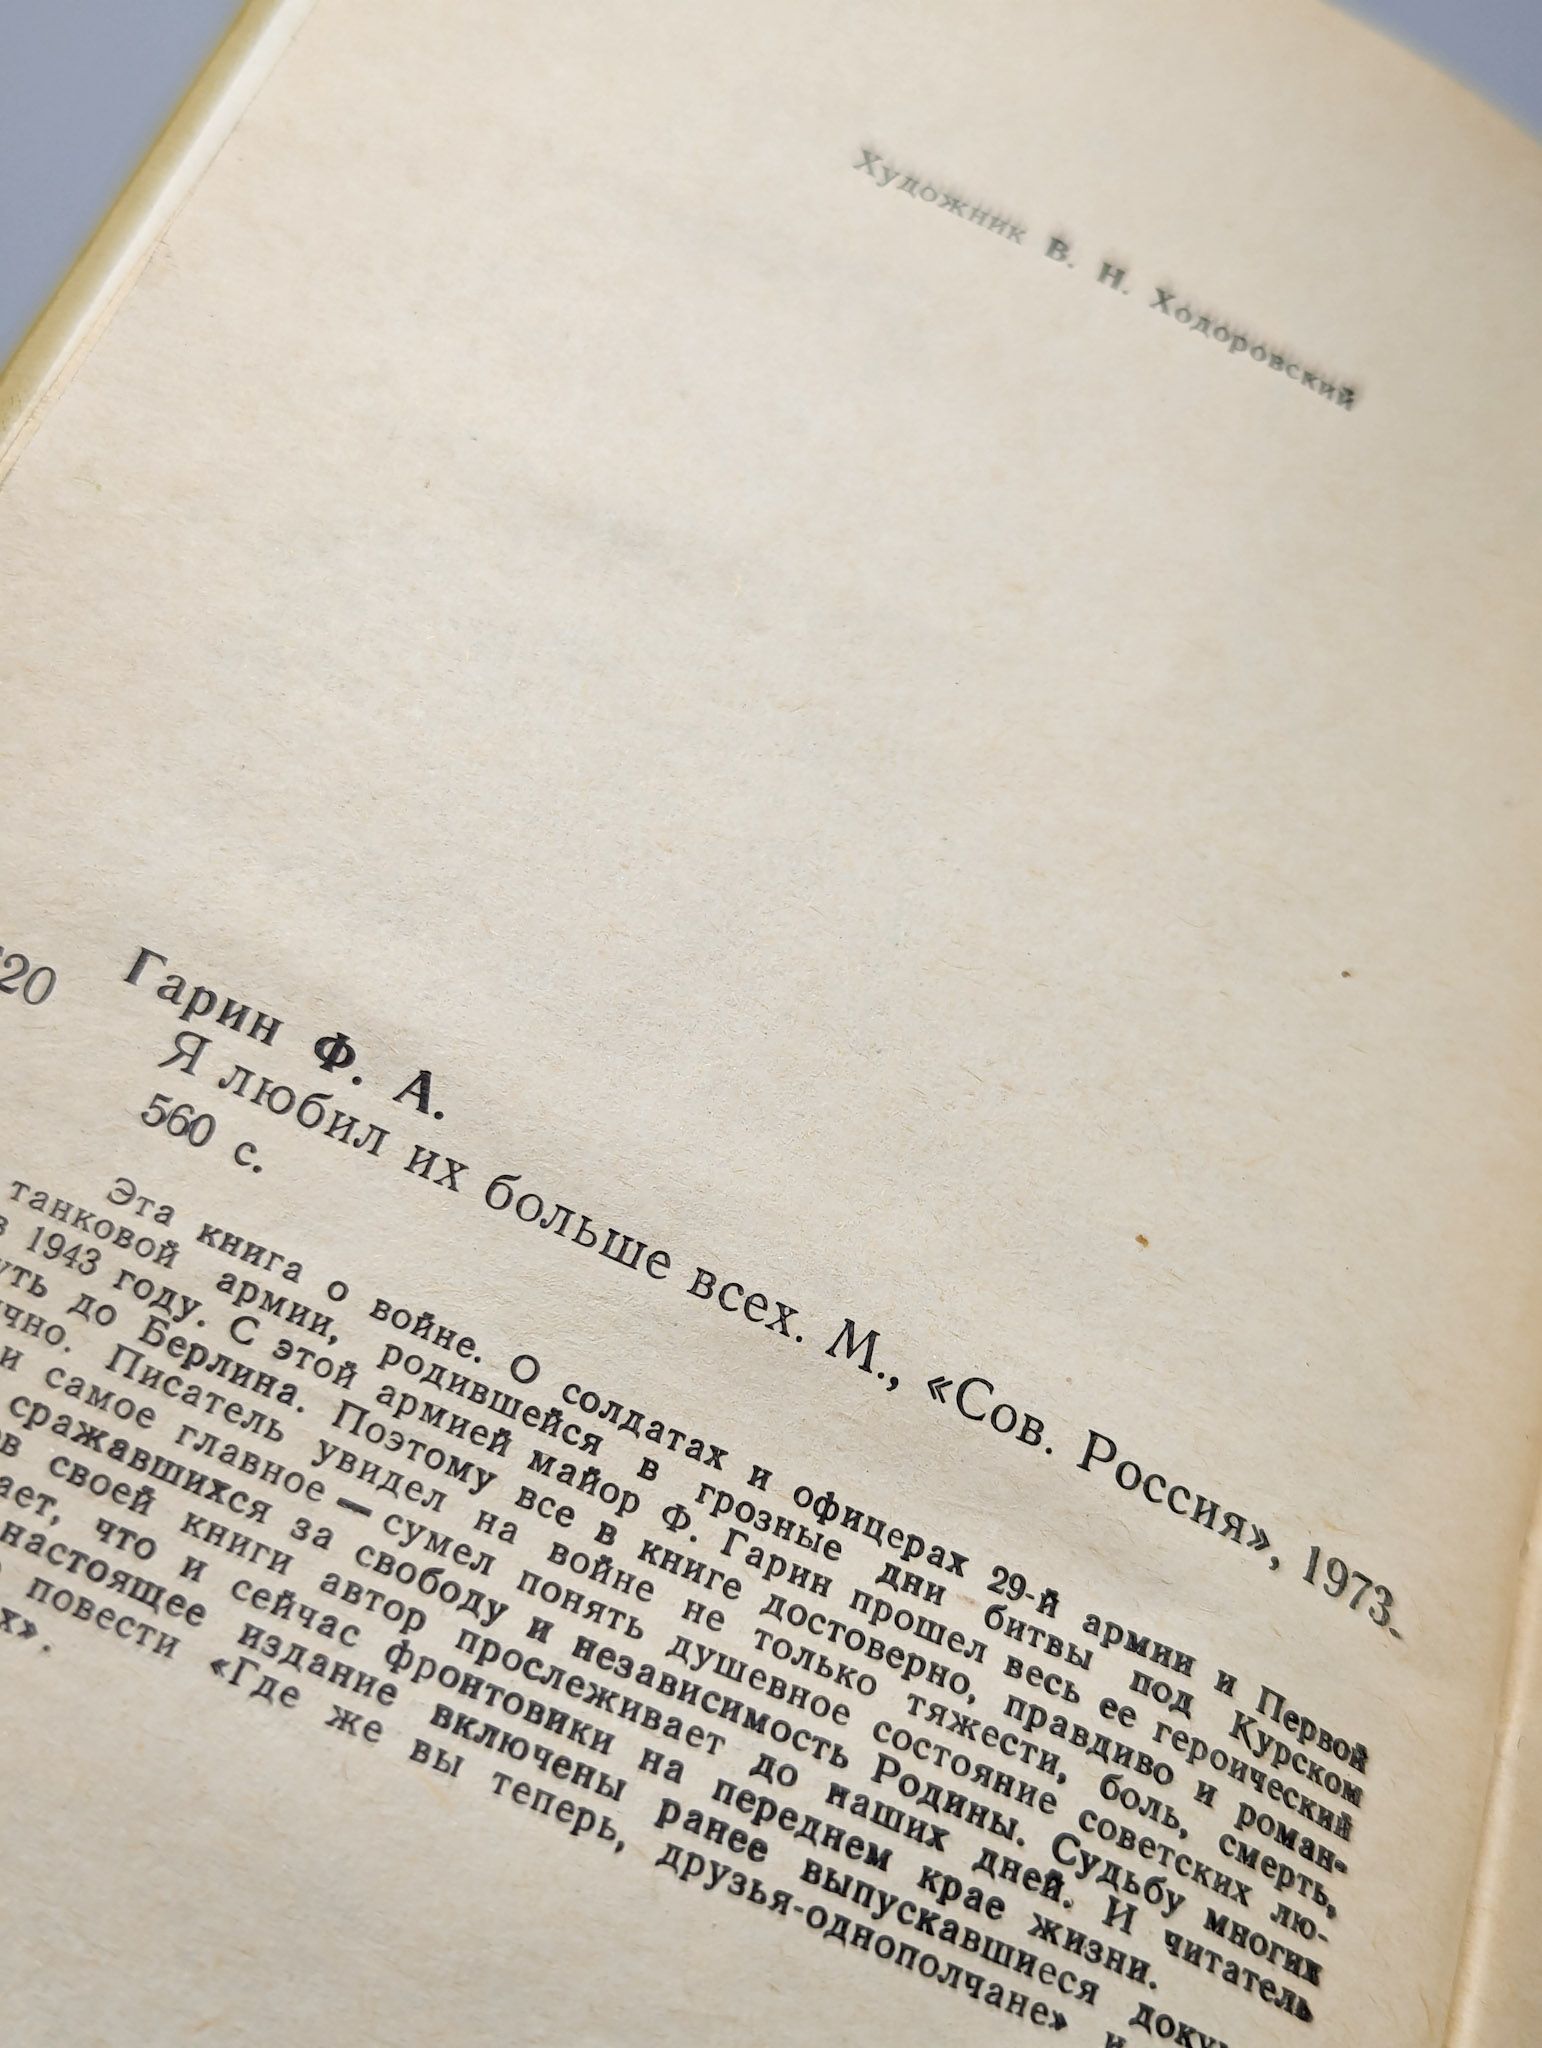 Художник В. Н. Ходоровский
20
Гарин Ф. А.
Я любил их больше всех. М., «Сов. Россия», 1973.
560 с.
Эта книга о войне. О солдатах и офицерах 29-й армии и Первой
танковой армии, родившейся в грозные дни битвы под Курском
в 1943 году. С этой армией майор Ф. Гарин прошел весь ее героический
до Берлина. Поэтому все в книге достоверно, правдиво и роман-
Писатель увидел на войне не только тяжести, боль, смерть,
и самое главное — сумел понять душевное состояние советских лю-
сражавшихся за свободу и независимость Родины. Судьбу многих
своей книги автор прослеживает до наших дней. И читатель
что и сейчас фронтовики на переднем крае жизни.
настоящее издание включены ранее выпускавшиеся
повести «Где же вы теперь, друзья-однополчане» и